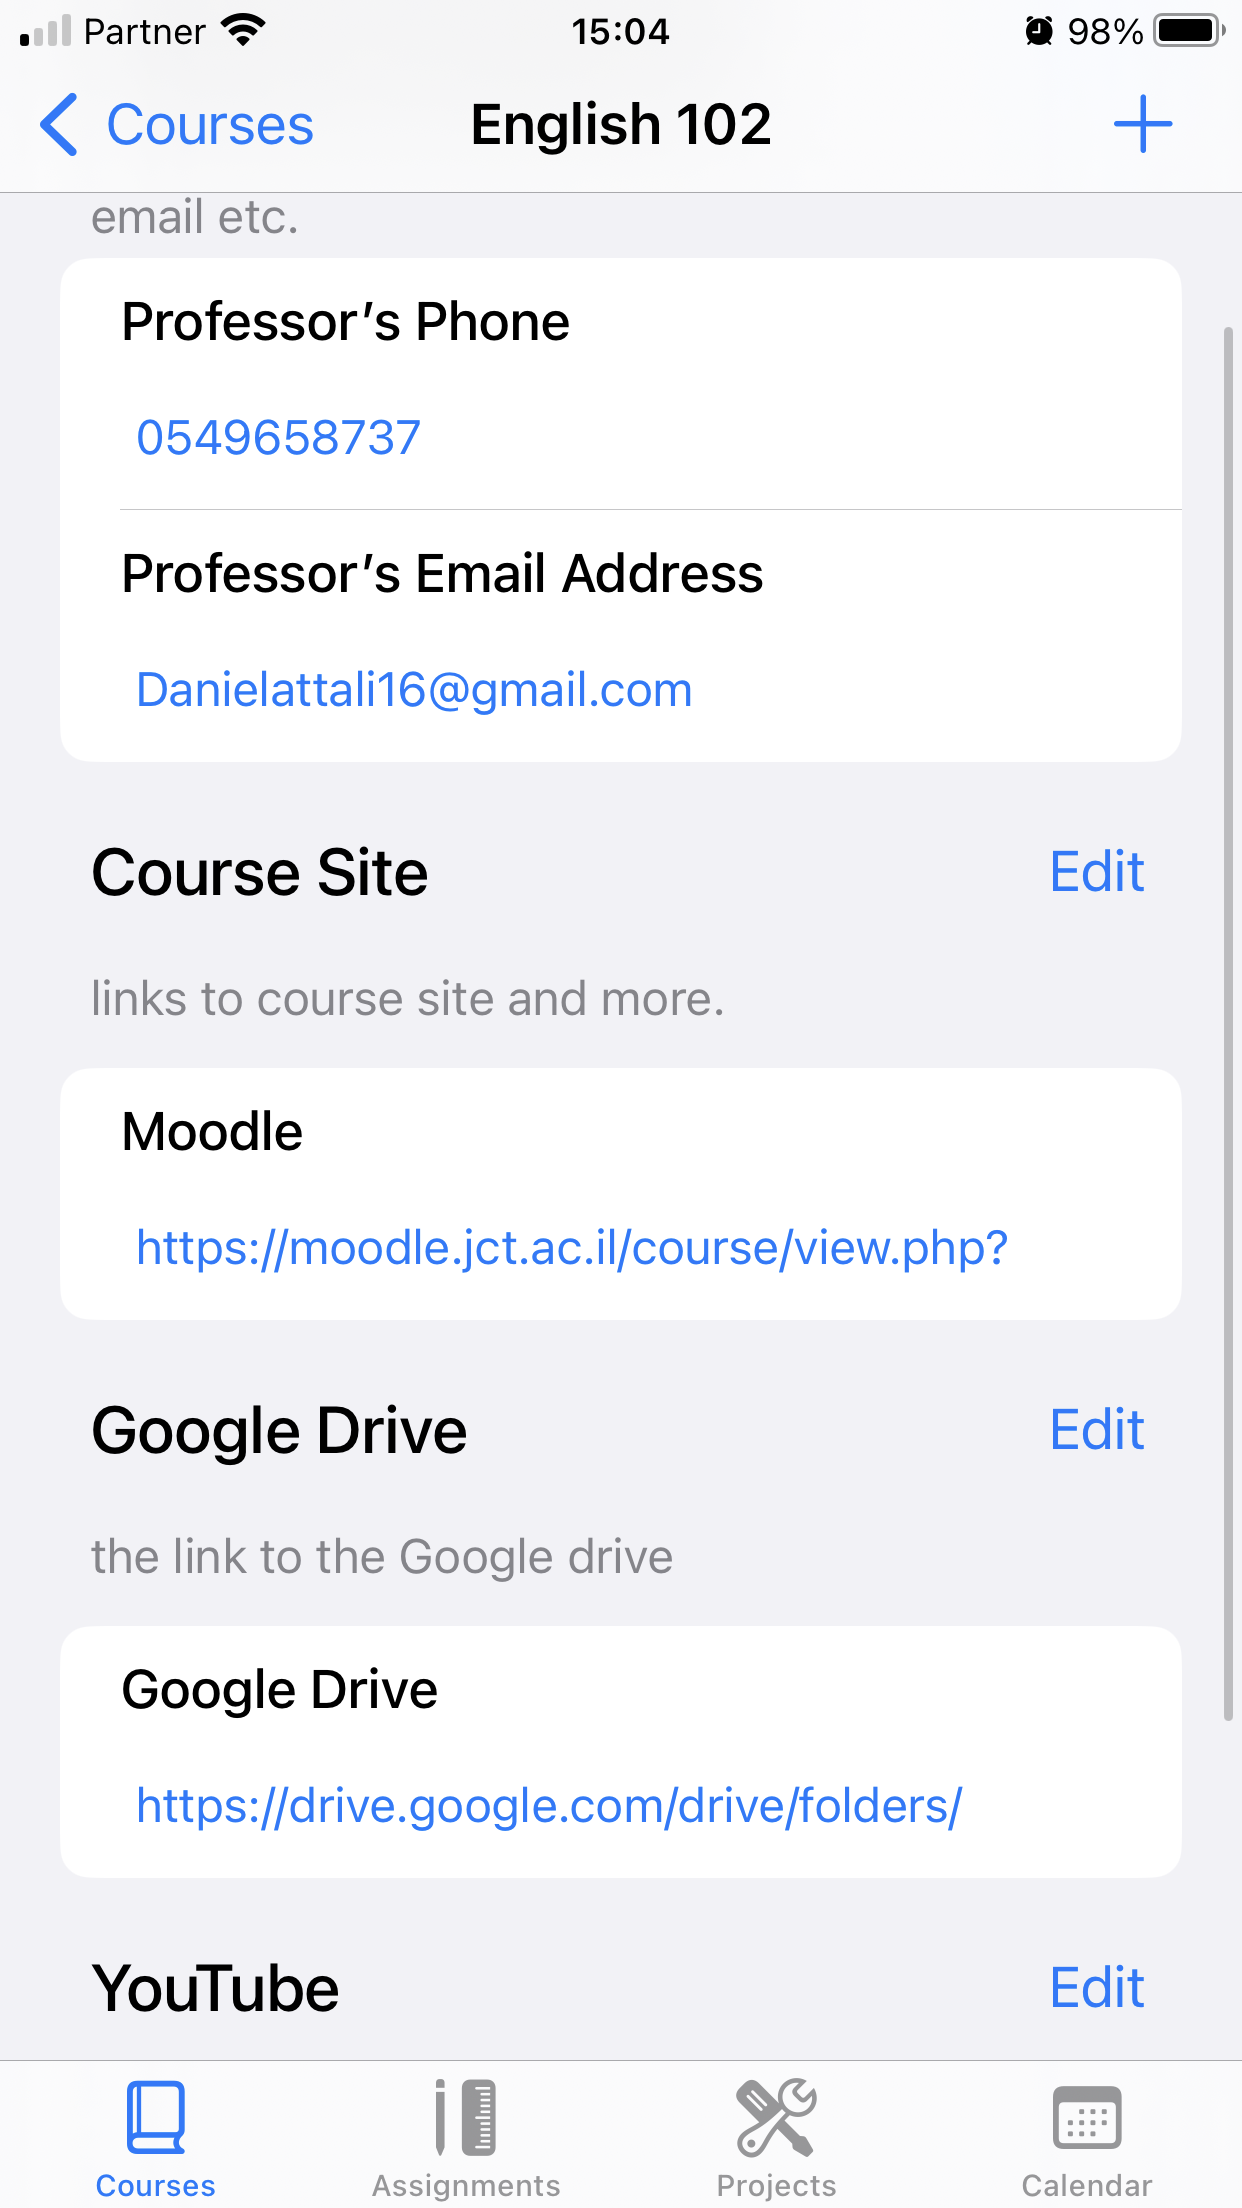 Partner 15:04 98%
Courses English 102
email etc.
Professor’s Phone
0549658737
Professor’s Email Address
Danielattali16@gmail.com
Course Site Edit
links to course site and more.
Moodle
https://moodle.jct.ac.il/course/view.php?
Google Drive Edit
the link to the Google drive
Google Drive
https://drive.google.com/drive/folders/
YouTube Edit
Courses Assignments Projects Calendar